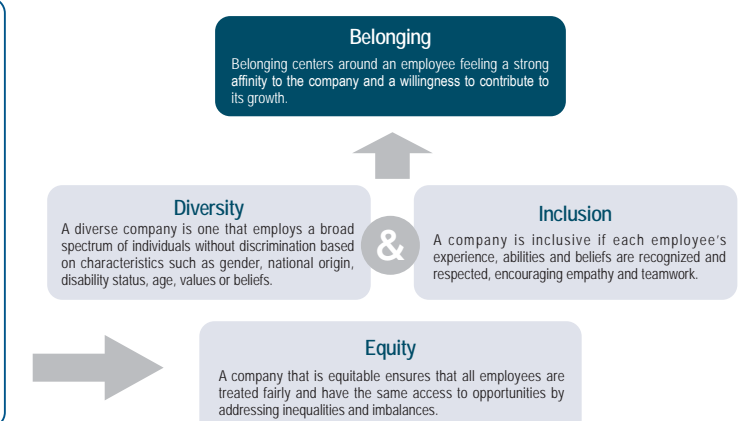 Belonging
Belonging centers around an employee feeling a strong
affinity to the company and a willingness to contribute to
its growth.
Diversity
A diverse company is one that employs a broad
spectrum of individuals without discrimination based
on characteristics such as gender, national origin,
disability status, age, values or beliefs.
&
Inclusion
A company is inclusive if each employee's
experience, abilities and beliefs are recognized and
respected, encouraging empathy and teamwork.
Equity
A company that is equitable ensures that all employees are
treated fairly and have the same access to opportunities by
addressing inequalities and imbalances.